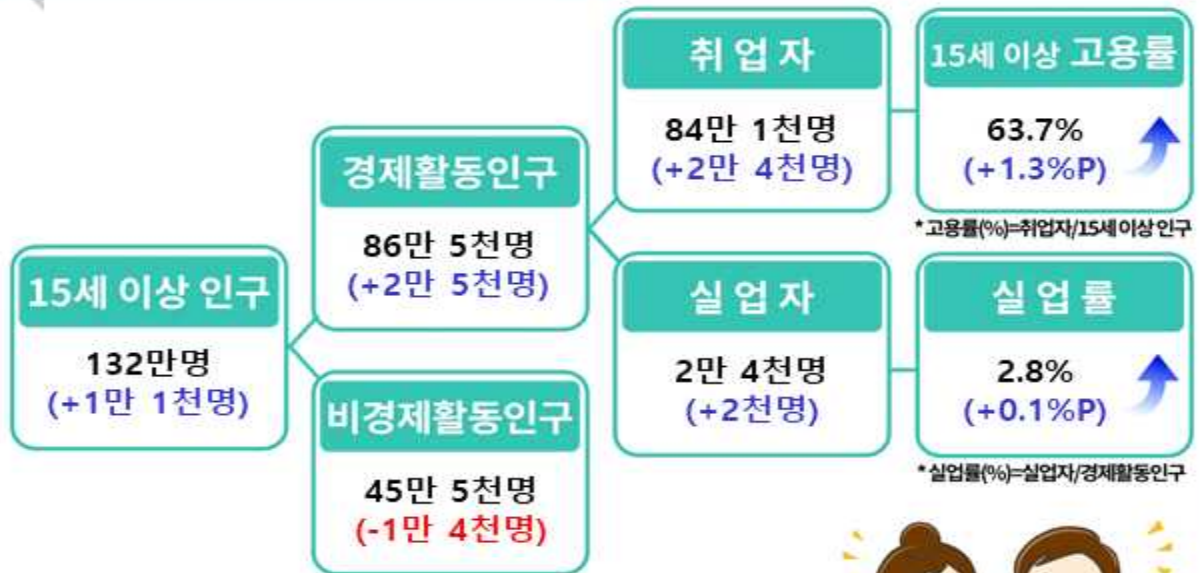 15세 이상 인구
132만명
(+1만 1천명)
경제활동인구
86만 5천명
(+2만 5천명)
비경제활동인구
45만 5천명
(-1만 4천명)
취 업 자
84만 1천명
(+2만 4천명)
15세 이상 고용률
63.7%
(+1.3%P)
*고용률(%)=취업자/15세이상 인구
실 업 자
2만 4천명
(+2천명)
실 업 률
2.8%
(+0.1%P)
*실업률(%)=실업자/경제활동인구